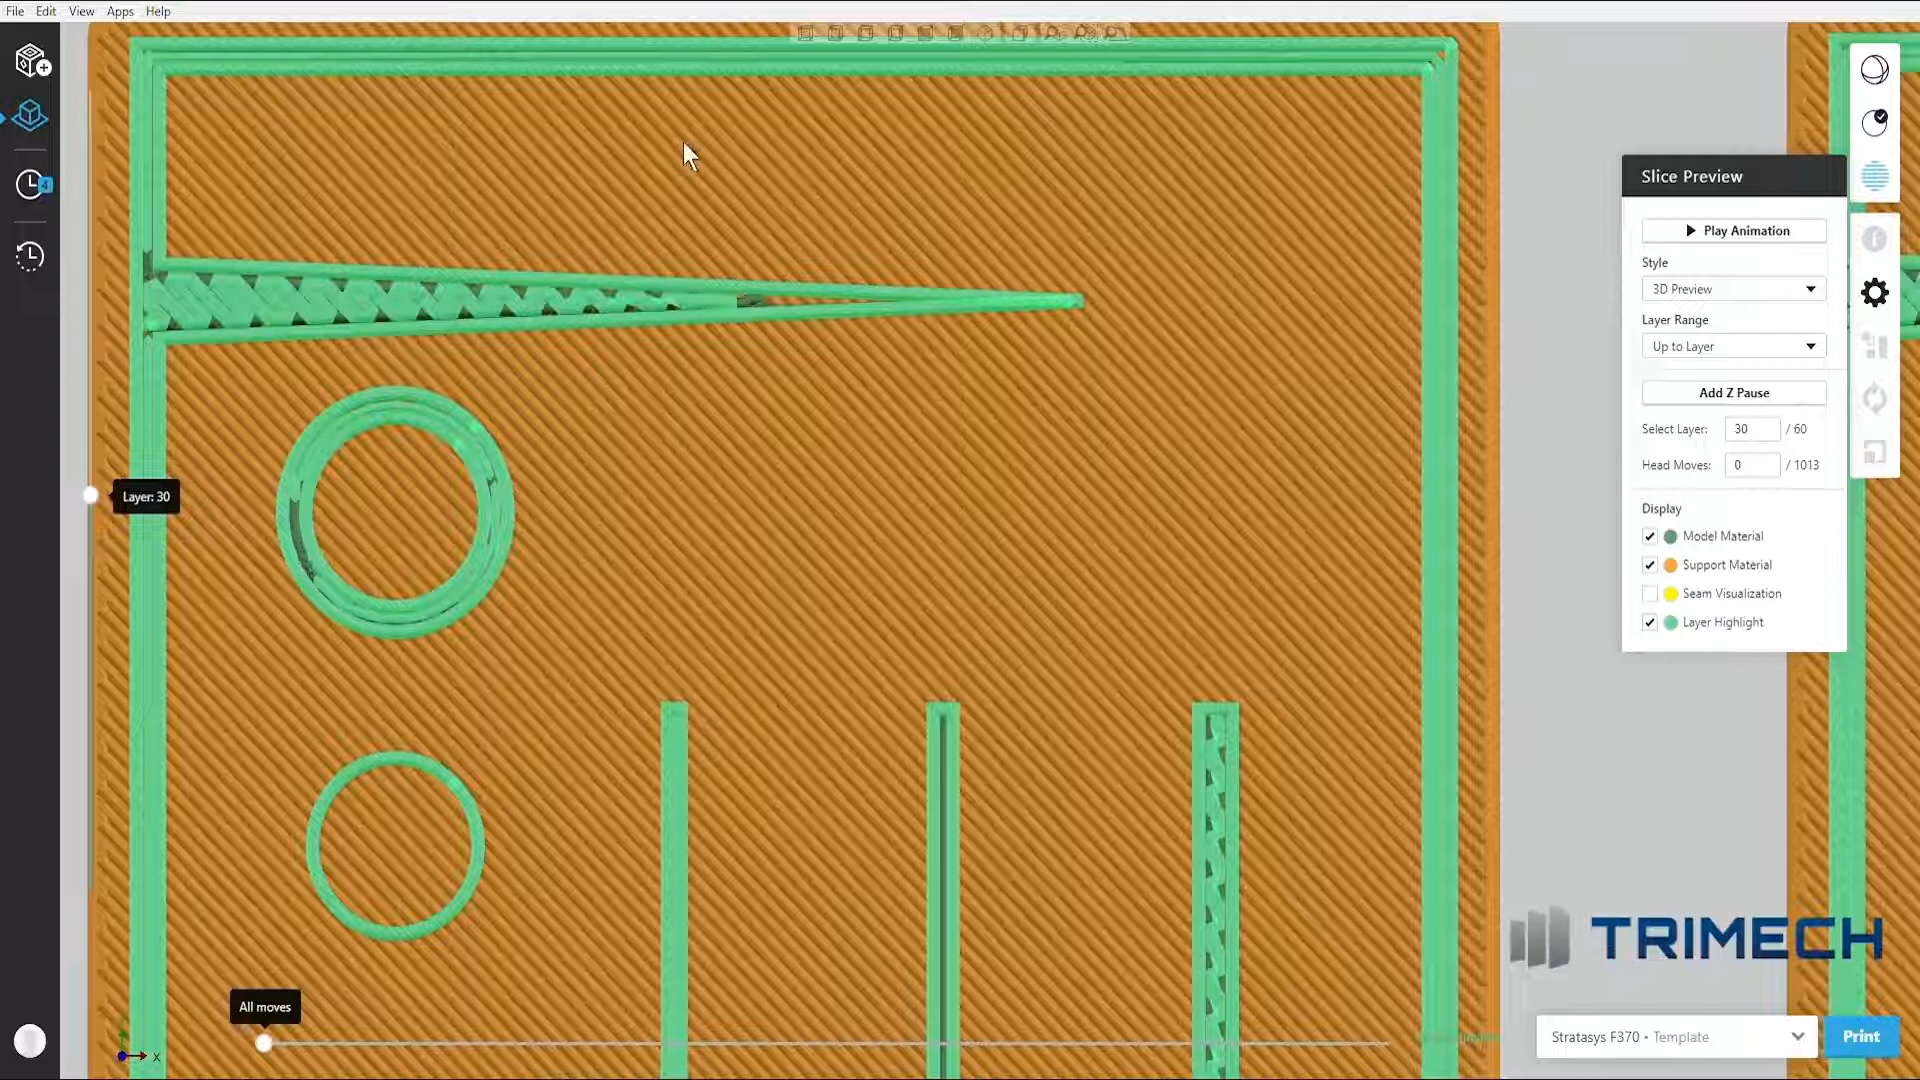 File Edit View Apps Help
4
Slice Preview
Play Animation
Style
3D Preview
Layer Range
Up to Layer
Add Z Pause
Select Layer: 30 / 60
Head Moves: 0 / 1013
Display
Model Material
Support Material
Seam Visualization
Layer Highlight
Layer: 30
TRIMECH
All moves
X
Stratasys F370 • Template
Print